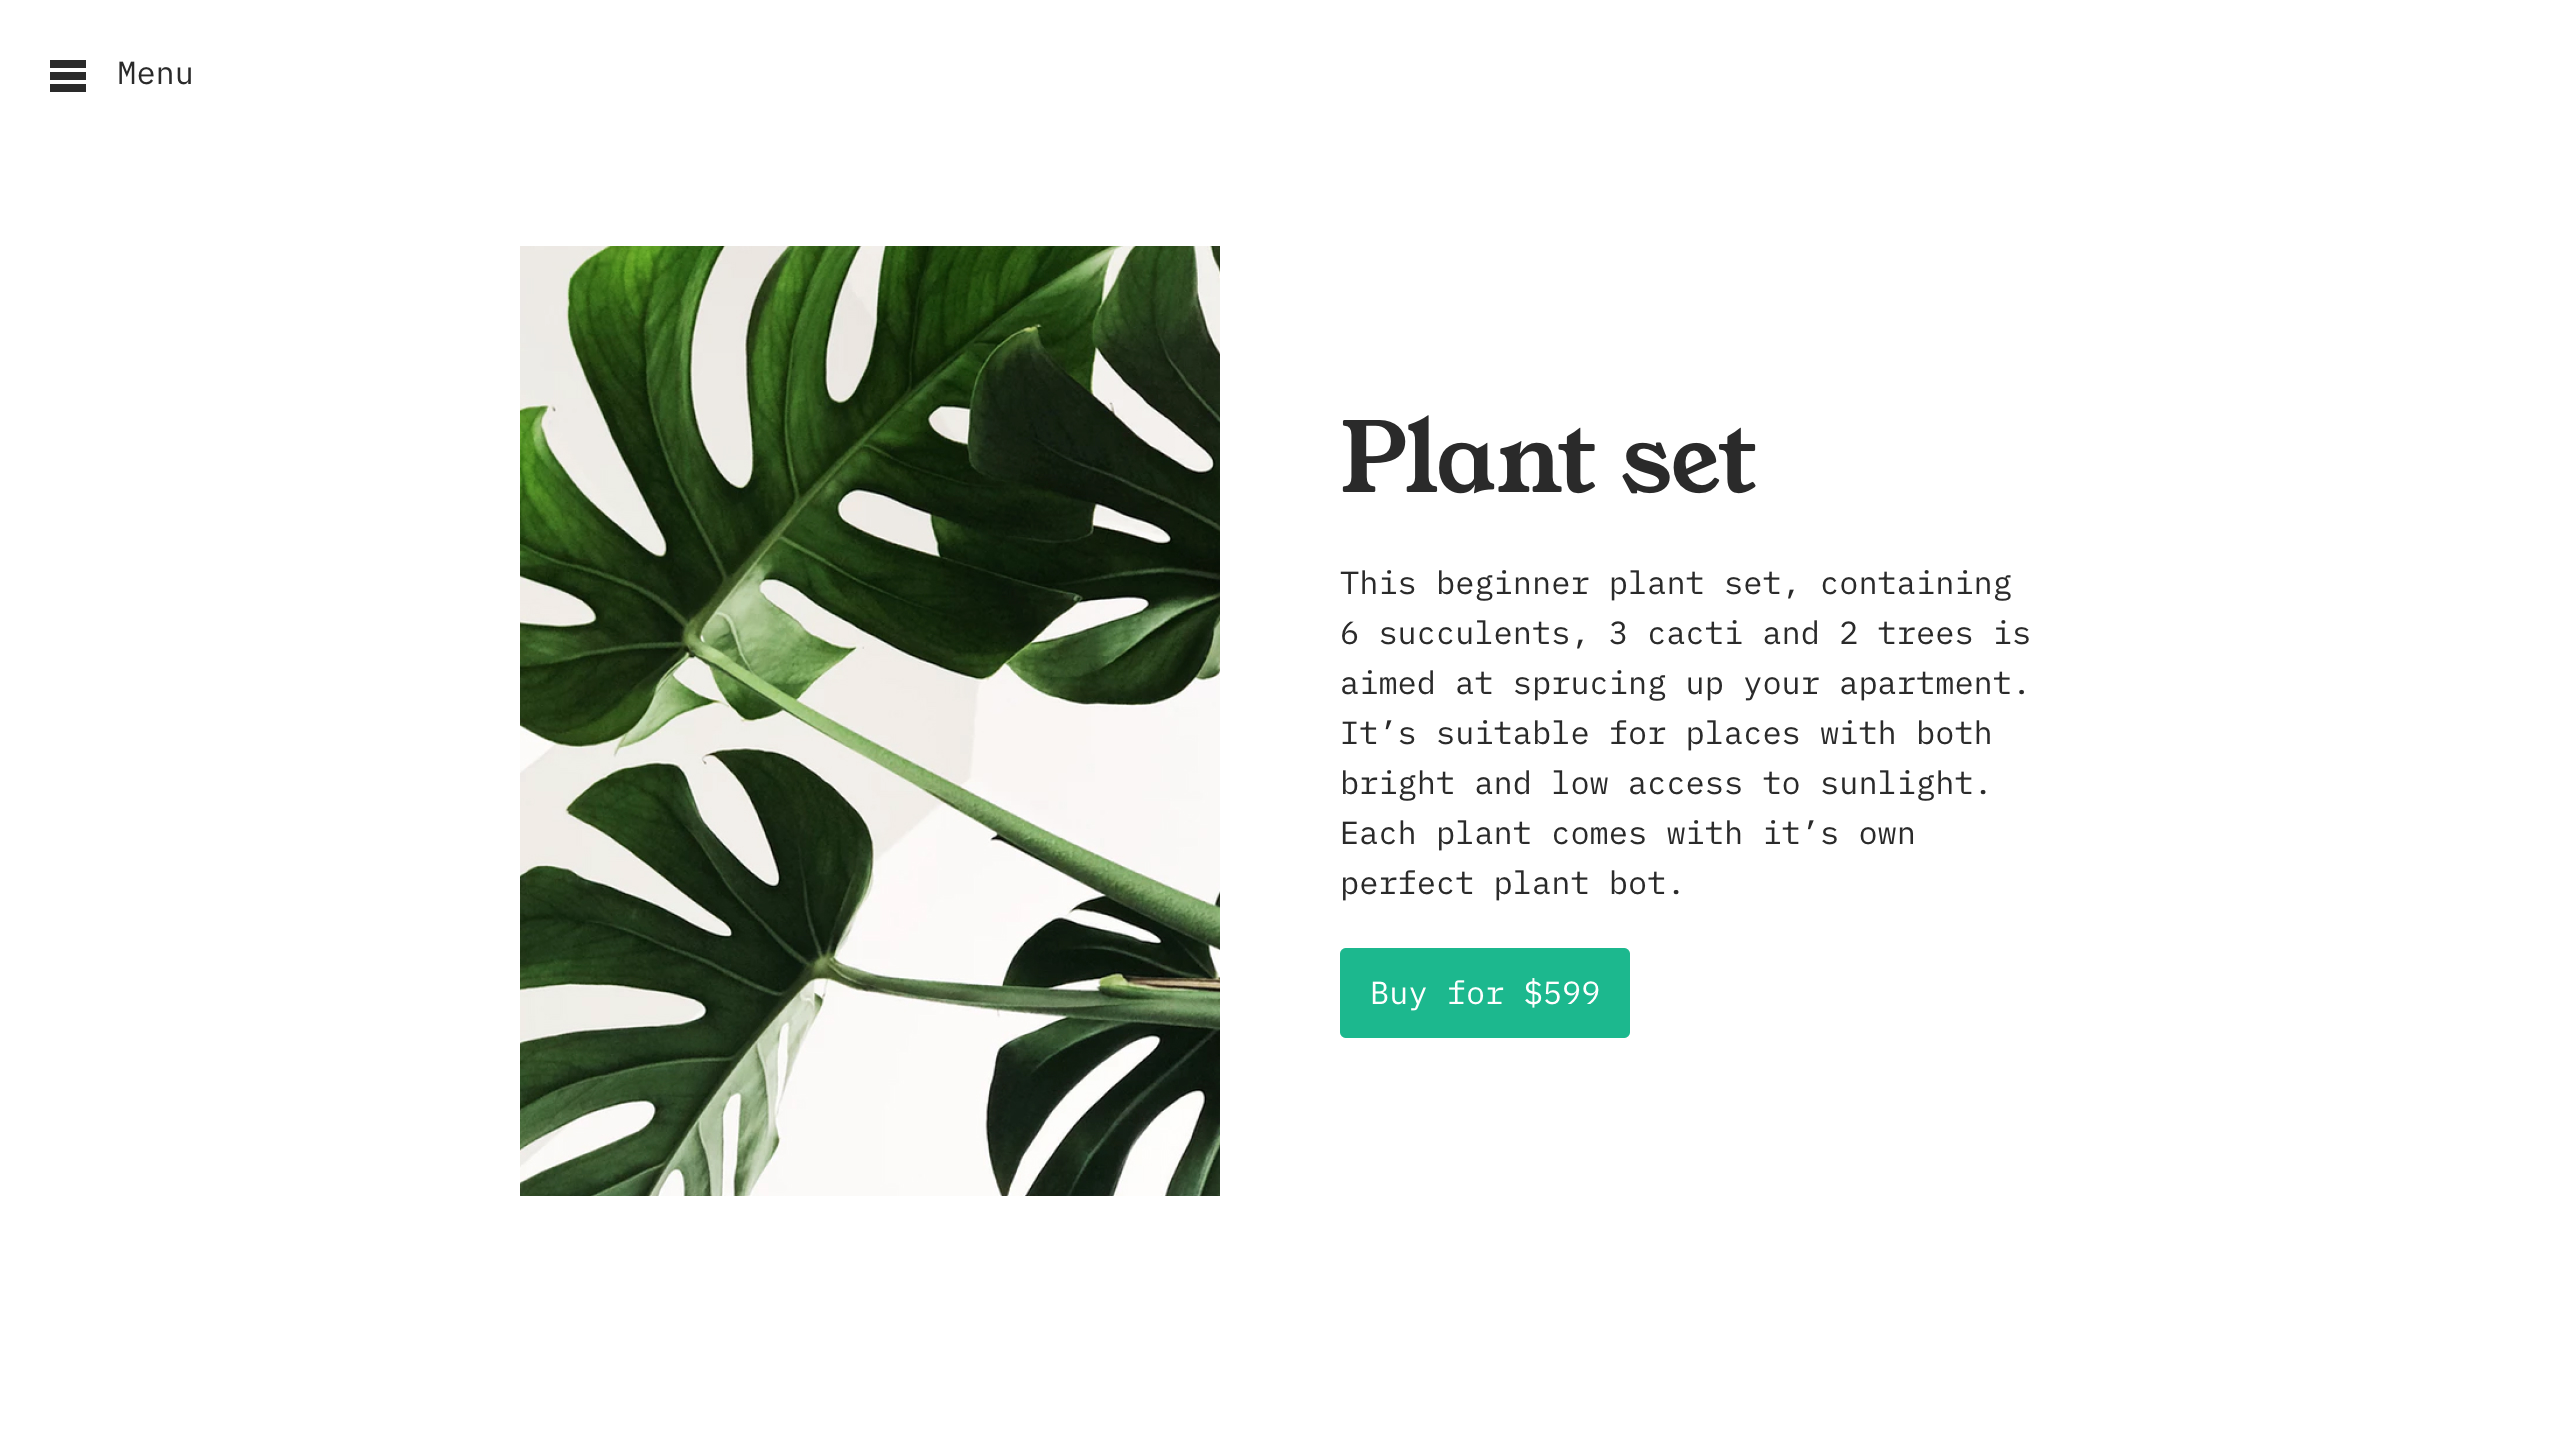 Menu
Plant set
This beginner plant set, containing
6 succulents, 3 cacti and 2 trees is
aimed at sprucing up your apartment.
It’s suitable for places with both
bright and low access to sunlight.
Each plant comes with it’s own
perfect plant bot.
Buy for $599